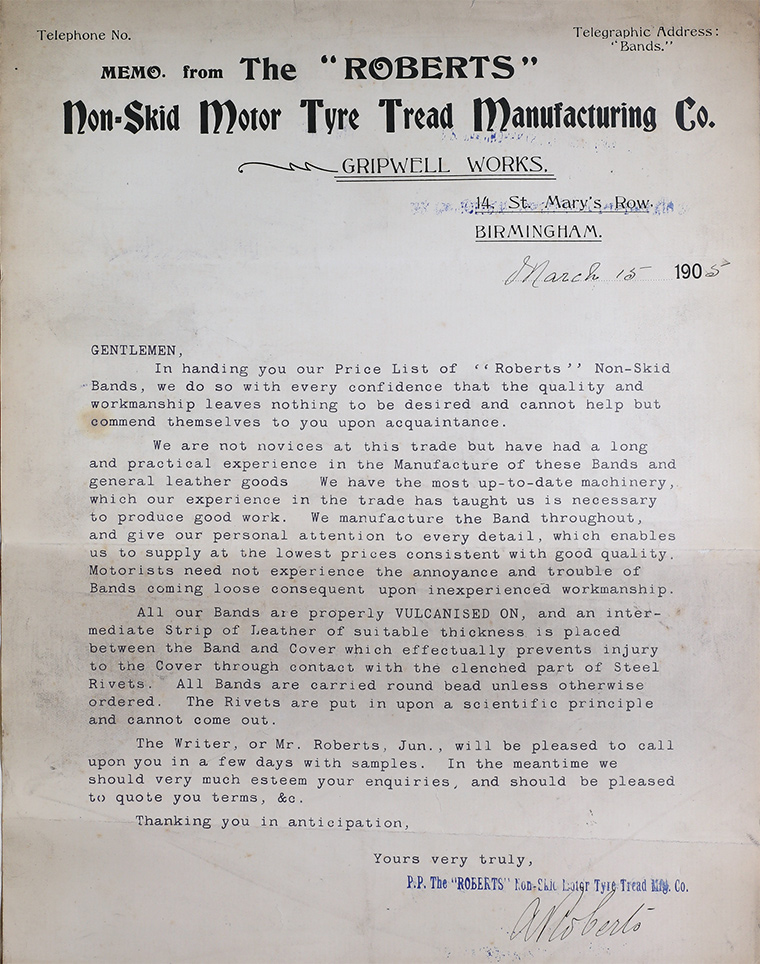 Telephone No.
Telegraphic Address:
"Bands."
MEMO. from The "ROBERTS"
Non-Skid Motor Tyre Tread Manufacturing Co.
GRIPWELL WORKS.
14, St. Mary's Row.
BIRMINGHAM.
March 15 1905
GENTLEMEN,
In handing you our Price List of "Roberts" Non-Skid
Bands, we do so with every confidence that the quality and
workmanship leaves nothing to be desired and cannot help but
commend themselves to you upon acquaintance.
We are not novices at this trade but have had a long
and practical experience in the Manufacture of these Bands and
general leather goods We have the most up-to-date machinery,
which our experience in the trade has taught us is necessary
to produce good work. We manufacture the Band throughout,
and give our personal attention to every detail, which enables
us to supply at the lowest prices consistent with good quality.
Motorists need not experience the annoyance and trouble of
Bands coming loose consequent upon inexperienced workmanship.
All our Bands are properly VULCANISED ON, and an inter-
mediate Strip of Leather of suitable thickness is placed
between the Band and Cover which effectually prevents injury
to the Cover through contact with the clenched part of Steel
Rivets. All Bands are carried round bead unless otherwise
ordered. The Rivets are put in upon a scientific principle
and cannot come out.
The Writer, or Mr. Roberts, Jun., will be pleased to call
upon you in a few days with samples. In the meantime we
should very much esteem your enquiries, and should be pleased
to quote you terms, &c.
Thanking you in anticipation,
Yours very truly,
P.P. The "ROBERTS" Non-Skid Motor Tyre Tread Mfg. Co.
Roberts